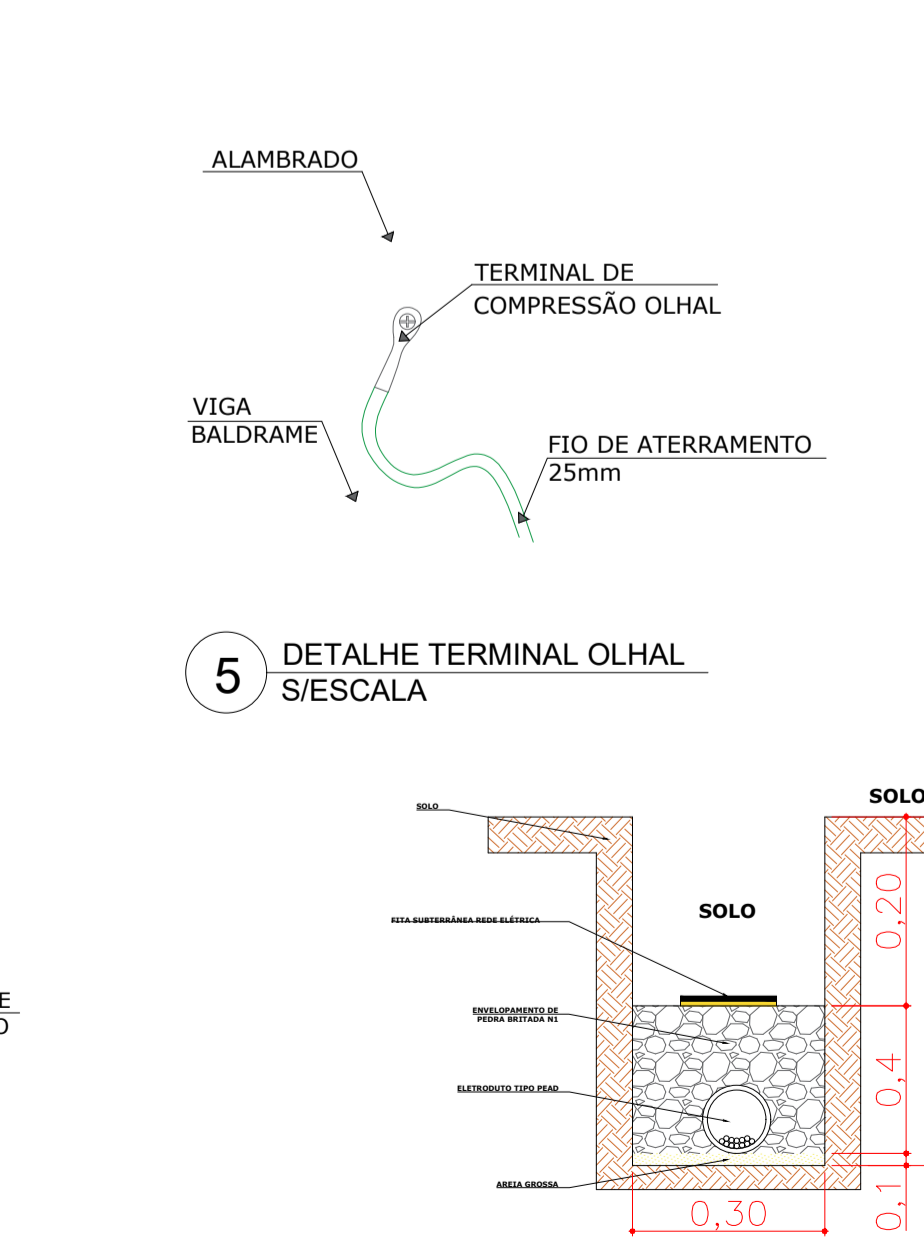 ALAMBRADO
TERMINAL DE
COMPRESSÃO OLHAL
VIGA
BALDRAME
FIO DE ATERRAMENTO
25mm
5
DETALHE TERMINAL OLHAL
S/ESCALA
SOLO
SOLO
0,20
SOLO
FITA SUBTERRÂNEA REDE ELÉTRICA
E
O
ENVELOPAMENTO DE
PEDRA BRITADA N1
0,4
ELETRODUTO TIPO PEAD
AREIA GROSSA
0,1
0,30